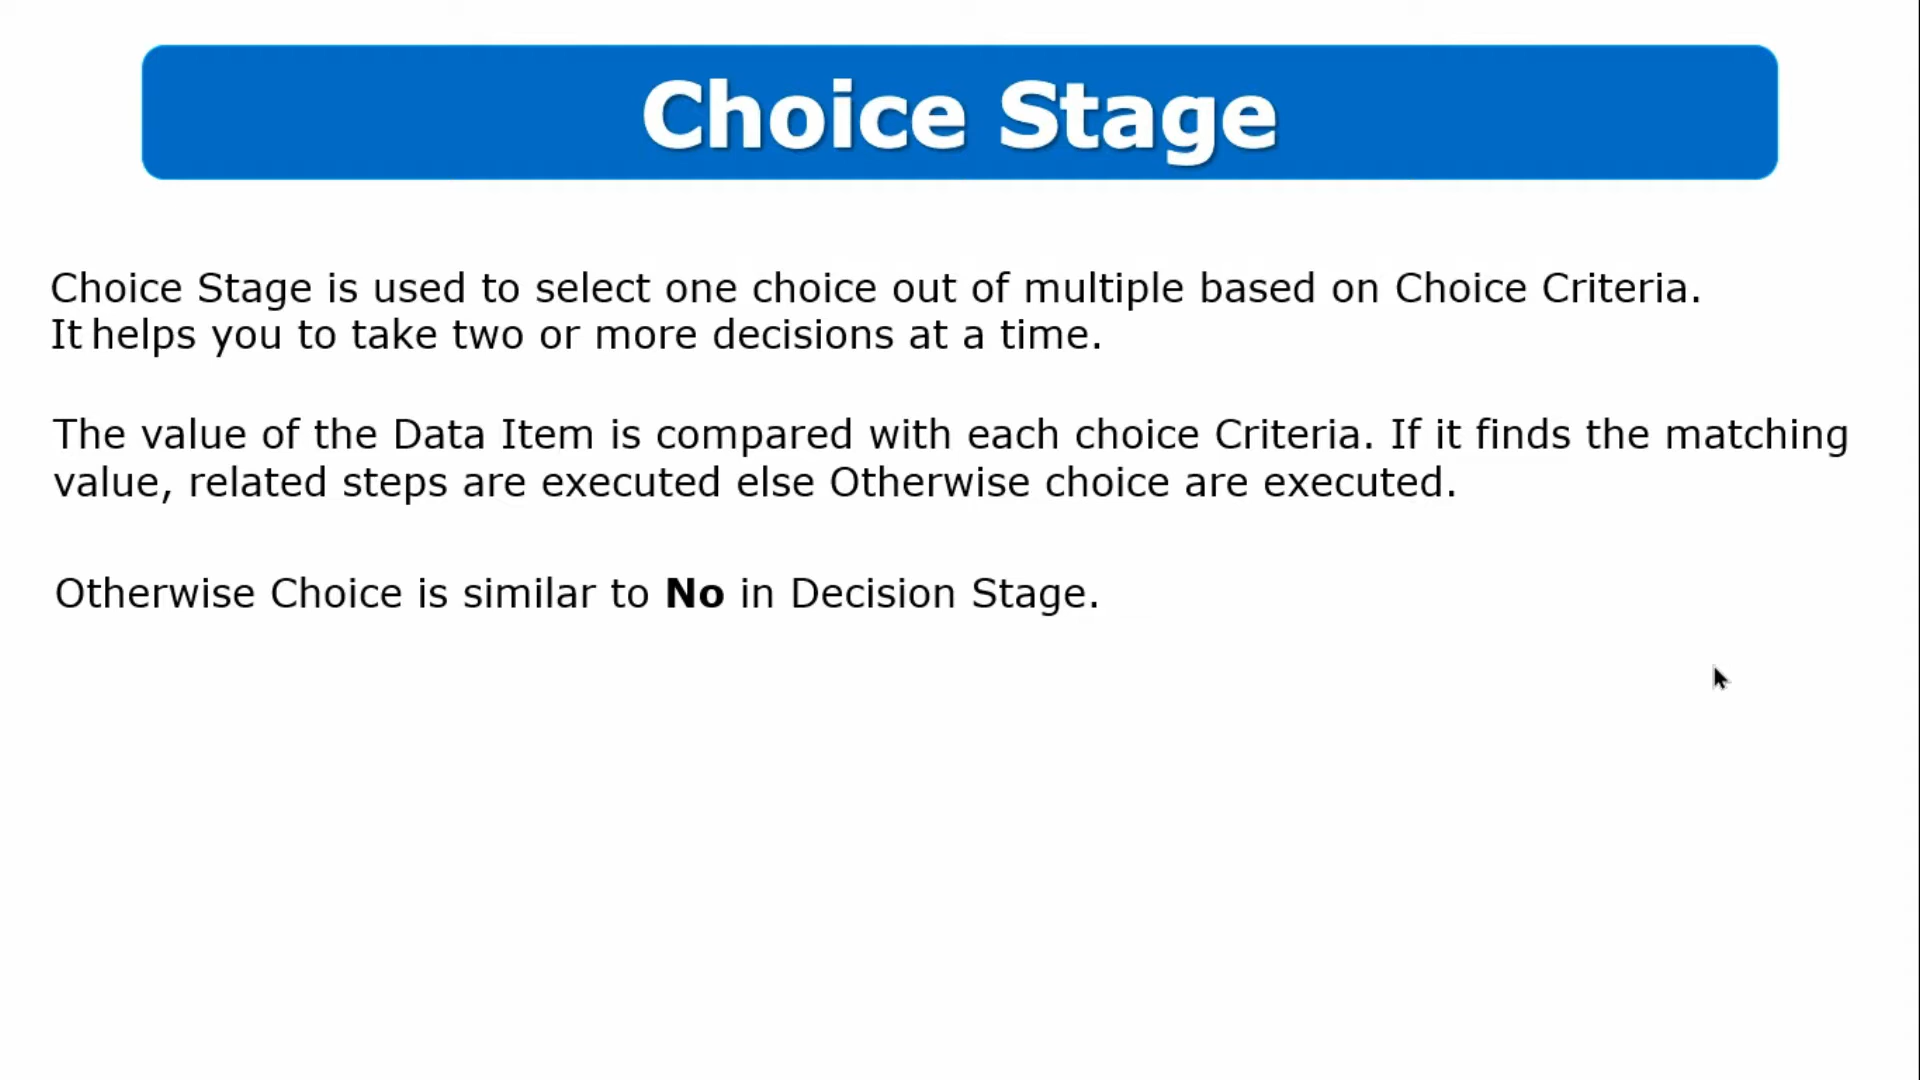 Choice Stage
Choice Stage is used to select one choice out of multiple based on Choice Criteria.
It helps you to take two or more decisions at a time.
The value of the Data Item is compared with each choice Criteria. If it finds the matching
value, related steps are executed else Otherwise choice are executed.
Otherwise Choice is similar to No in Decision Stage.